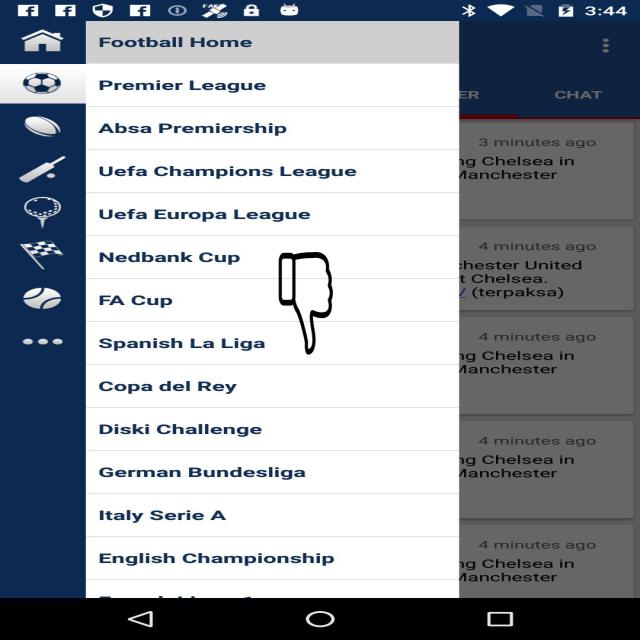 3:44
Football Home
Premier League
Absa Premiership
Uefa Champions League
Uefa Europa League
Nedbank Cup
FA Cup
Spanish La Liga
Copa del Rey
Diski Challenge
German Bundesliga
Italy Serie A
English Championship
ER
CHAT
3 minutes ago
ng Chelsea in
Manchester
4 minutes ago
chester United
t Chelsea.
/ (terpaksa)
4 minutes ago
ng Chelsea in
Manchester
4 minutes ago
ng Chelsea in
Manchester
4 minutes ago
ng Chelsea in
Manchester